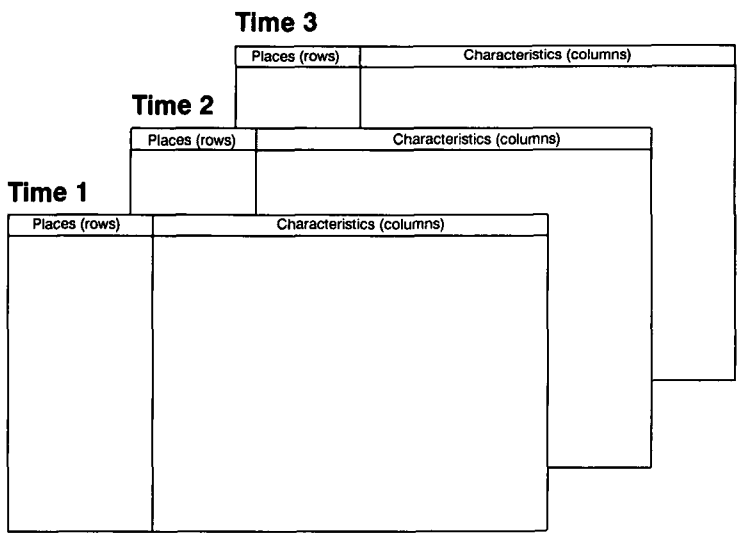 Time 3
Places (rows) Characteristics (columns)
Time 2
Places (rows) Characteristics (columns)
Time 1
Places (rows) Characteristics (columns)